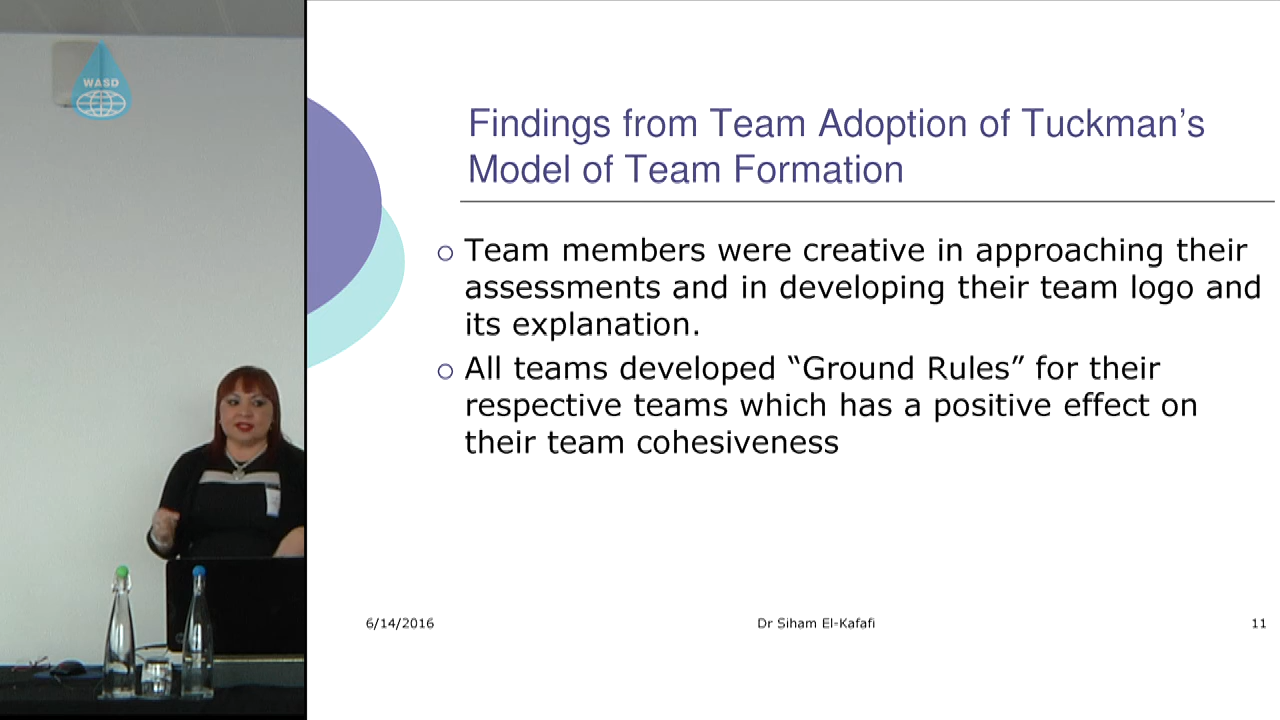 WASD
Findings from Team Adoption of Tuckman's
Model of Team Formation
Team members were creative in approaching their
assessments and in developing their team logo and
its explanation.
All teams developed “Ground Rules” for their
respective teams which has a positive effect on
their team cohesiveness
6/14/2016
Dr Siham El-Kafafi
11